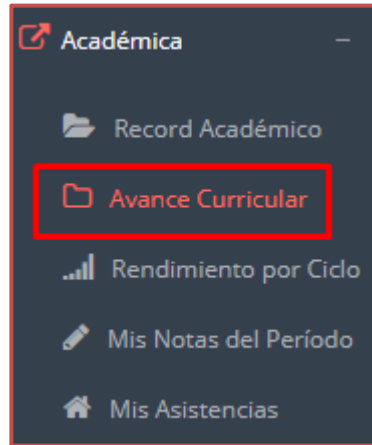 Académica
Record Académico
Avance Curricular
Rendimiento por Ciclo
Mis Notas del Período
Mis Asistencias